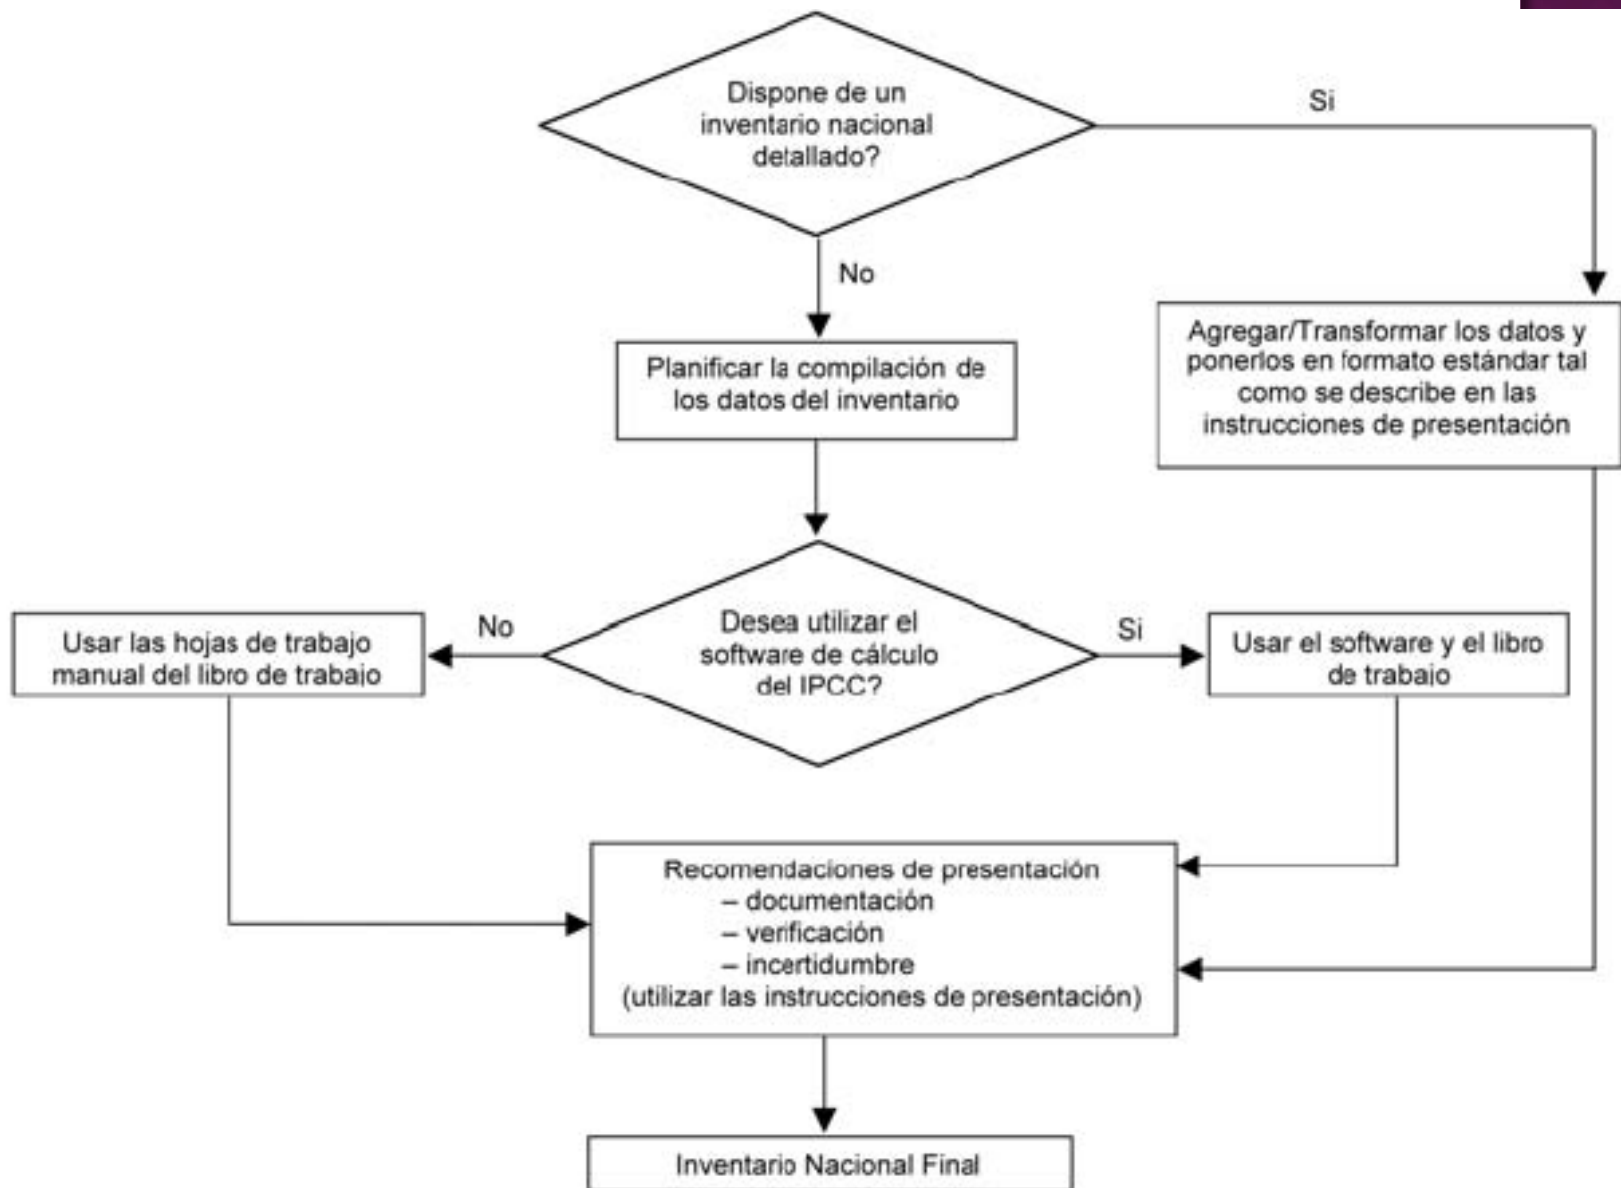 Dispone de un
inventario nacional
detallado?
Si
No
Planificar la compilación de
los datos del inventario
Agregar/Transformar los datos y
ponerlos en formato estándar tal
como se describe en las
instrucciones de presentación
Desea utilizar el
software de cálculo
del IPCC?
No
Usar las hojas de trabajo
manual del libro de trabajo
Si
Usar el software y el libro
de trabajo
Recomendaciones de presentación
– documentación
– verificación
– incertidumbre
(utilizar las instrucciones de presentación)
Inventario Nacional Final